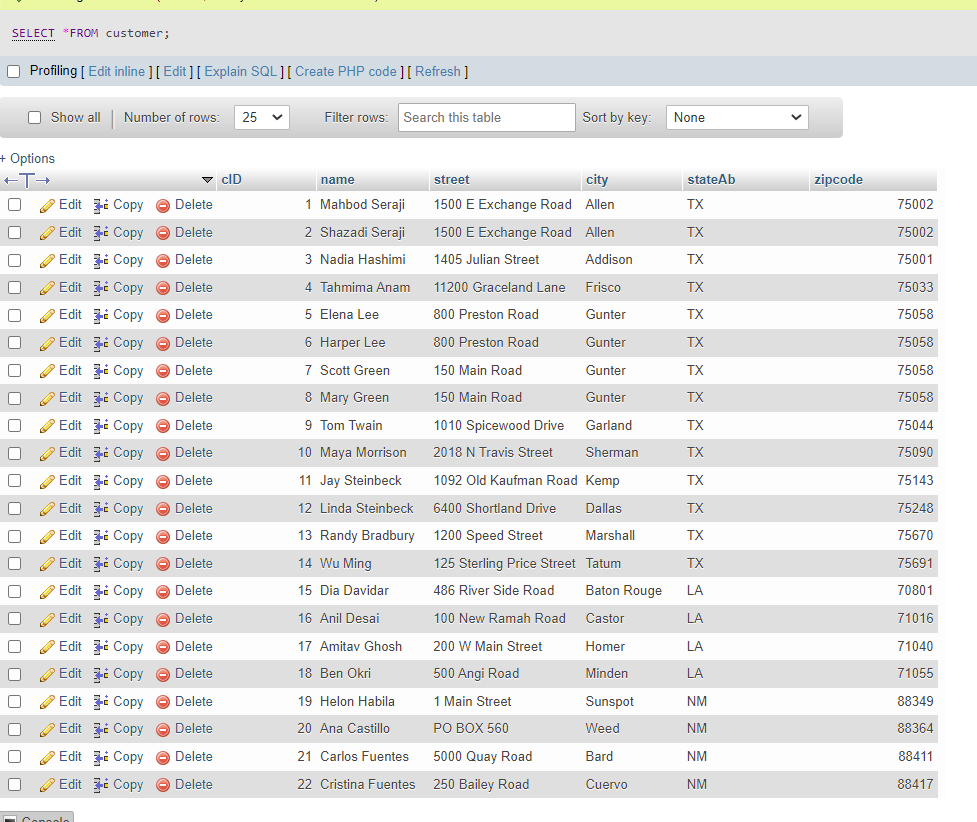 SELECT *FROM customer;
Profiling [ Edit inline ] [ Edit ] [ Explain SQL ] [ Create PHP code ] [ Refresh ]
Show all Number of rows: 25 Filter rows: Search this table Sort by key: None
+ Options
←T→ cID name street city stateAb zipcode
Edit Copy Delete 1 Mahbod Seraji 1500 E Exchange Road Allen TX 75002
Edit Copy Delete 2 Shazadi Seraji 1500 E Exchange Road Allen TX 75002
Edit Copy Delete 3 Nadia Hashimi 1405 Julian Street Addison TX 75001
Edit Copy Delete 4 Tahmima Anam 11200 Graceland Lane Frisco TX 75033
Edit Copy Delete 5 Elena Lee 800 Preston Road Gunter TX 75058
Edit Copy Delete 6 Harper Lee 800 Preston Road Gunter TX 75058
Edit Copy Delete 7 Scott Green 150 Main Road Gunter TX 75058
Edit Copy Delete 8 Mary Green 150 Main Road Gunter TX 75058
Edit Copy Delete 9 Tom Twain 1010 Spicewood Drive Garland TX 75044
Edit Copy Delete 10 Maya Morrison 2018 N Travis Street Sherman TX 75090
Edit Copy Delete 11 Jay Steinbeck 1092 Old Kaufman Road Kemp TX 75143
Edit Copy Delete 12 Linda Steinbeck 6400 Shortland Drive Dallas TX 75248
Edit Copy Delete 13 Randy Bradbury 1200 Speed Street Marshall TX 75670
Edit Copy Delete 14 Wu Ming 125 Sterling Price Street Tatum TX 75691
Edit Copy Delete 15 Dia Davidar 486 River Side Road Baton Rouge LA 70801
Edit Copy Delete 16 Anil Desai 100 New Ramah Road Castor LA 71016
Edit Copy Delete 17 Amitav Ghosh 200 W Main Street Homer LA 71040
Edit Copy Delete 18 Ben Okri 500 Angi Road Minden LA 71055
Edit Copy Delete 19 Helon Habila 1 Main Street Sunspot NM 88349
Edit Copy Delete 20 Ana Castillo PO BOX 560 Weed NM 88364
Edit Copy Delete 21 Carlos Fuentes 5000 Quay Road Bard NM 88411
Edit Copy Delete 22 Cristina Fuentes 250 Bailey Road Cuervo NM 88417
Console